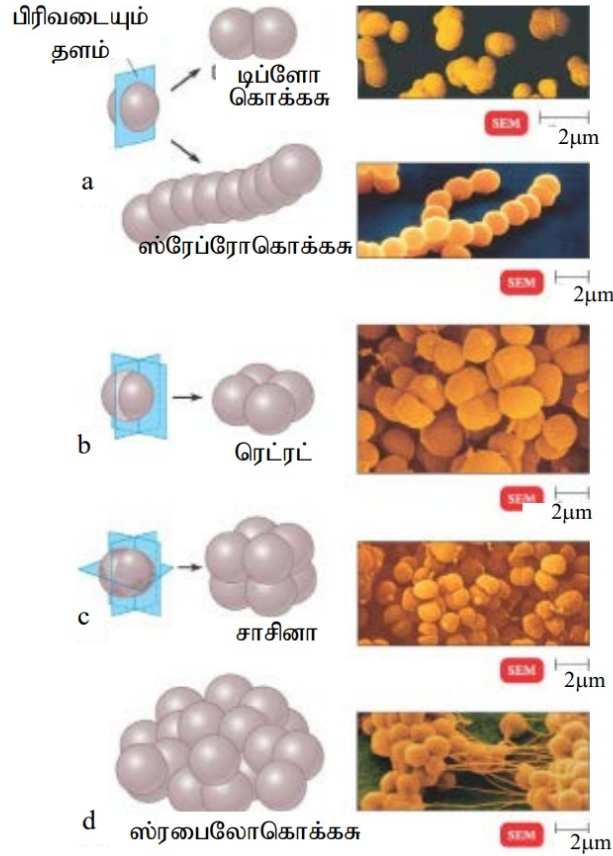 பிரிவடையும்
தளம்
டிப்ளோ
கொக்கசு
SEM
2μm
a
ஸ்ரேப்ரோகொக்கசு
SEM
2μm
b
ரெட்ரட்
SEM
2μm
c
சாசினா
SEM
2μm
d
ஸ்ரபைலோகொக்கசு
SEM
2μm